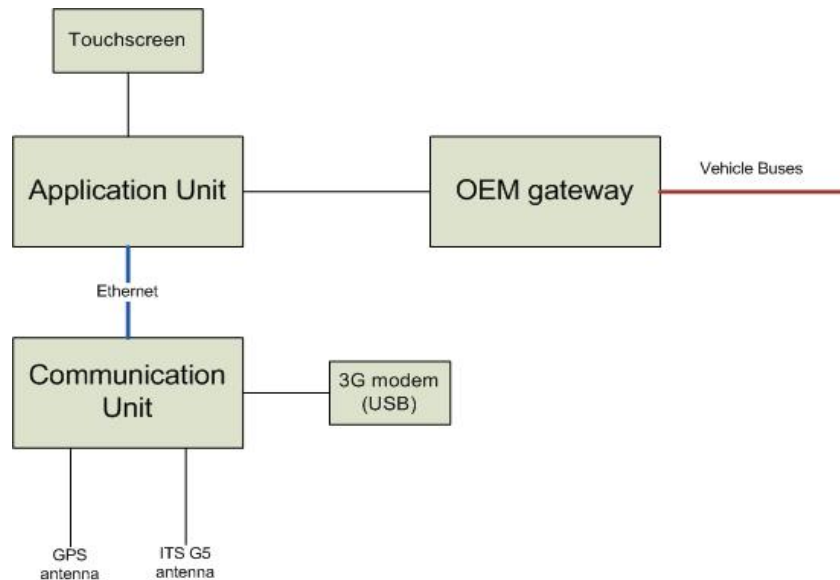 Touchscreen
Application Unit
OEM gateway
Vehicle Buses
Ethernet
Communication
Unit
3G modem
(USB)
GPS
antenna
ITS G5
antenna